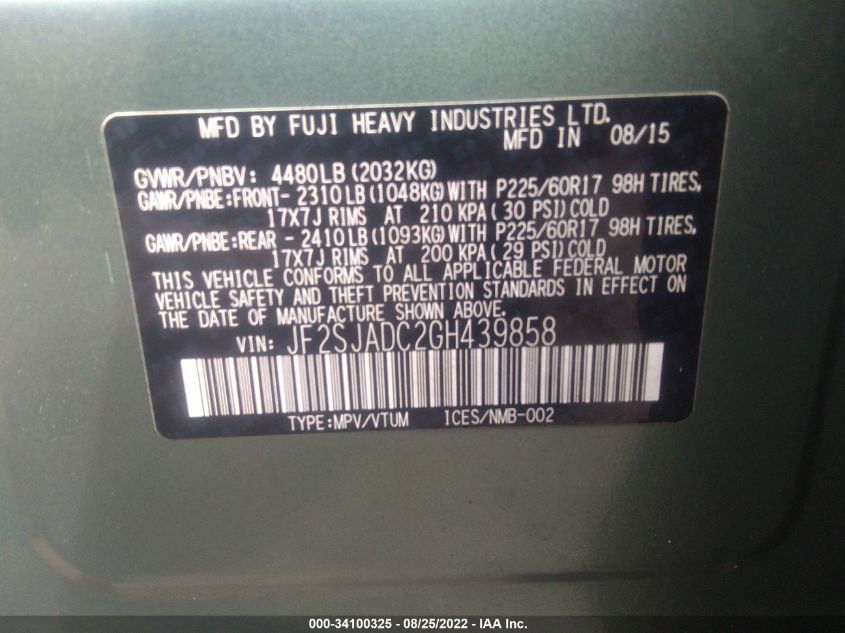 MFD BY FUJI HEAVY INDUSTRIES LTD.
MFD IN 08/15
GVWR/PNBV: 4480LB (2032KG)
GAWR/PNBE:FRONT- 2310LB(1048KG)WITH P225/60R17 98H TIRES,
17X7J RIMS AT 210 KPA( 30 PSI)COLD
GAWR/PNBE:REAR - 2410LB(1093KG)WITH P225/60R17 98H TIRES,
17X7J RIMS AT 200 KPA( 29 PSI)COLD
THIS VEHICLE CONFORMS TO ALL APPLICABLE FEDERAL MOTOR
VEHICLE SAFETY AND THEFT PREVENTION STANDARDS IN EFFECT ON
THE DATE OF MANUFACTURE SHOWN ABOVE.
VIN: JF2SJADC2GH439858
TYPE:MPV/VTUM ICES/NMB-002
000-34100325 - 08/25/2022 - IAA Inc.